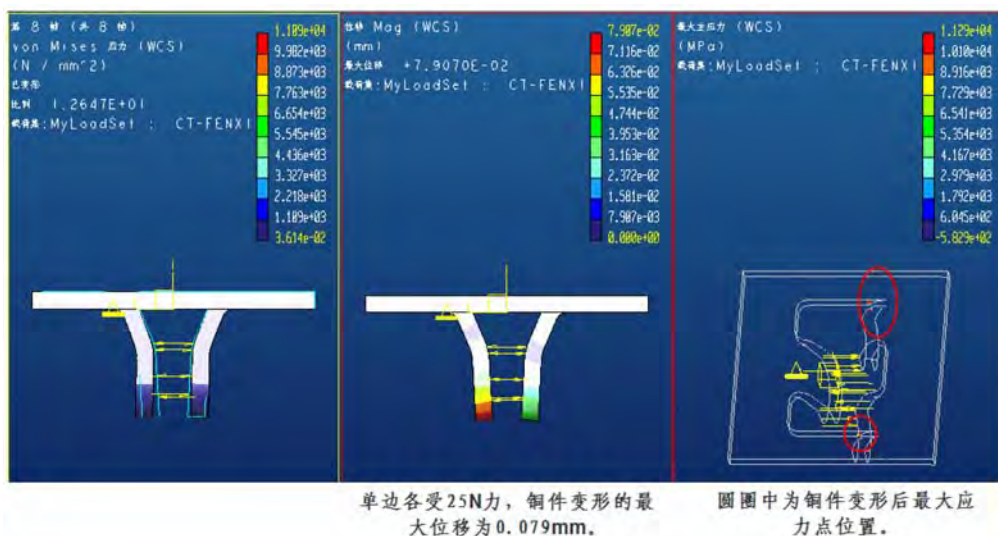 第 8 帧 (共 8 帧)
von Mises 应力 (WCS)
(N / mm^2)
已变形
比例 1.2647E+01
载荷集:MyLoadSet : CT-FENXI
1.109e+04
9.982e+03
8.873e+03
7.763e+03
6.654e+03
5.545e+03
4.436e+03
3.327e+03
2.218e+03
1.109e+03
3.614e-02
位移 Mag (WCS)
(mm)
最大位移 +7.9070E-02
载荷集:MyLoadSet : CT-FENXI
7.907e-02
7.116e-02
6.326e-02
5.535e-02
4.744e-02
3.953e-02
3.163e-02
2.372e-02
1.581e-02
7.907e-03
0.000e+00
最大主应力 (WCS)
(MPa)
载荷集:MyLoadSet : CT-FENXI
1.129e+04
1.010e+04
8.916e+03
7.729e+03
6.541e+03
5.354e+03
4.167e+03
2.979e+03
1.792e+03
6.045e+02
-5.829e+02
单边各受25N力，铜件变形的最
大位移为0.079mm。
圆圈中为铜件变形后最大应
力点位置。